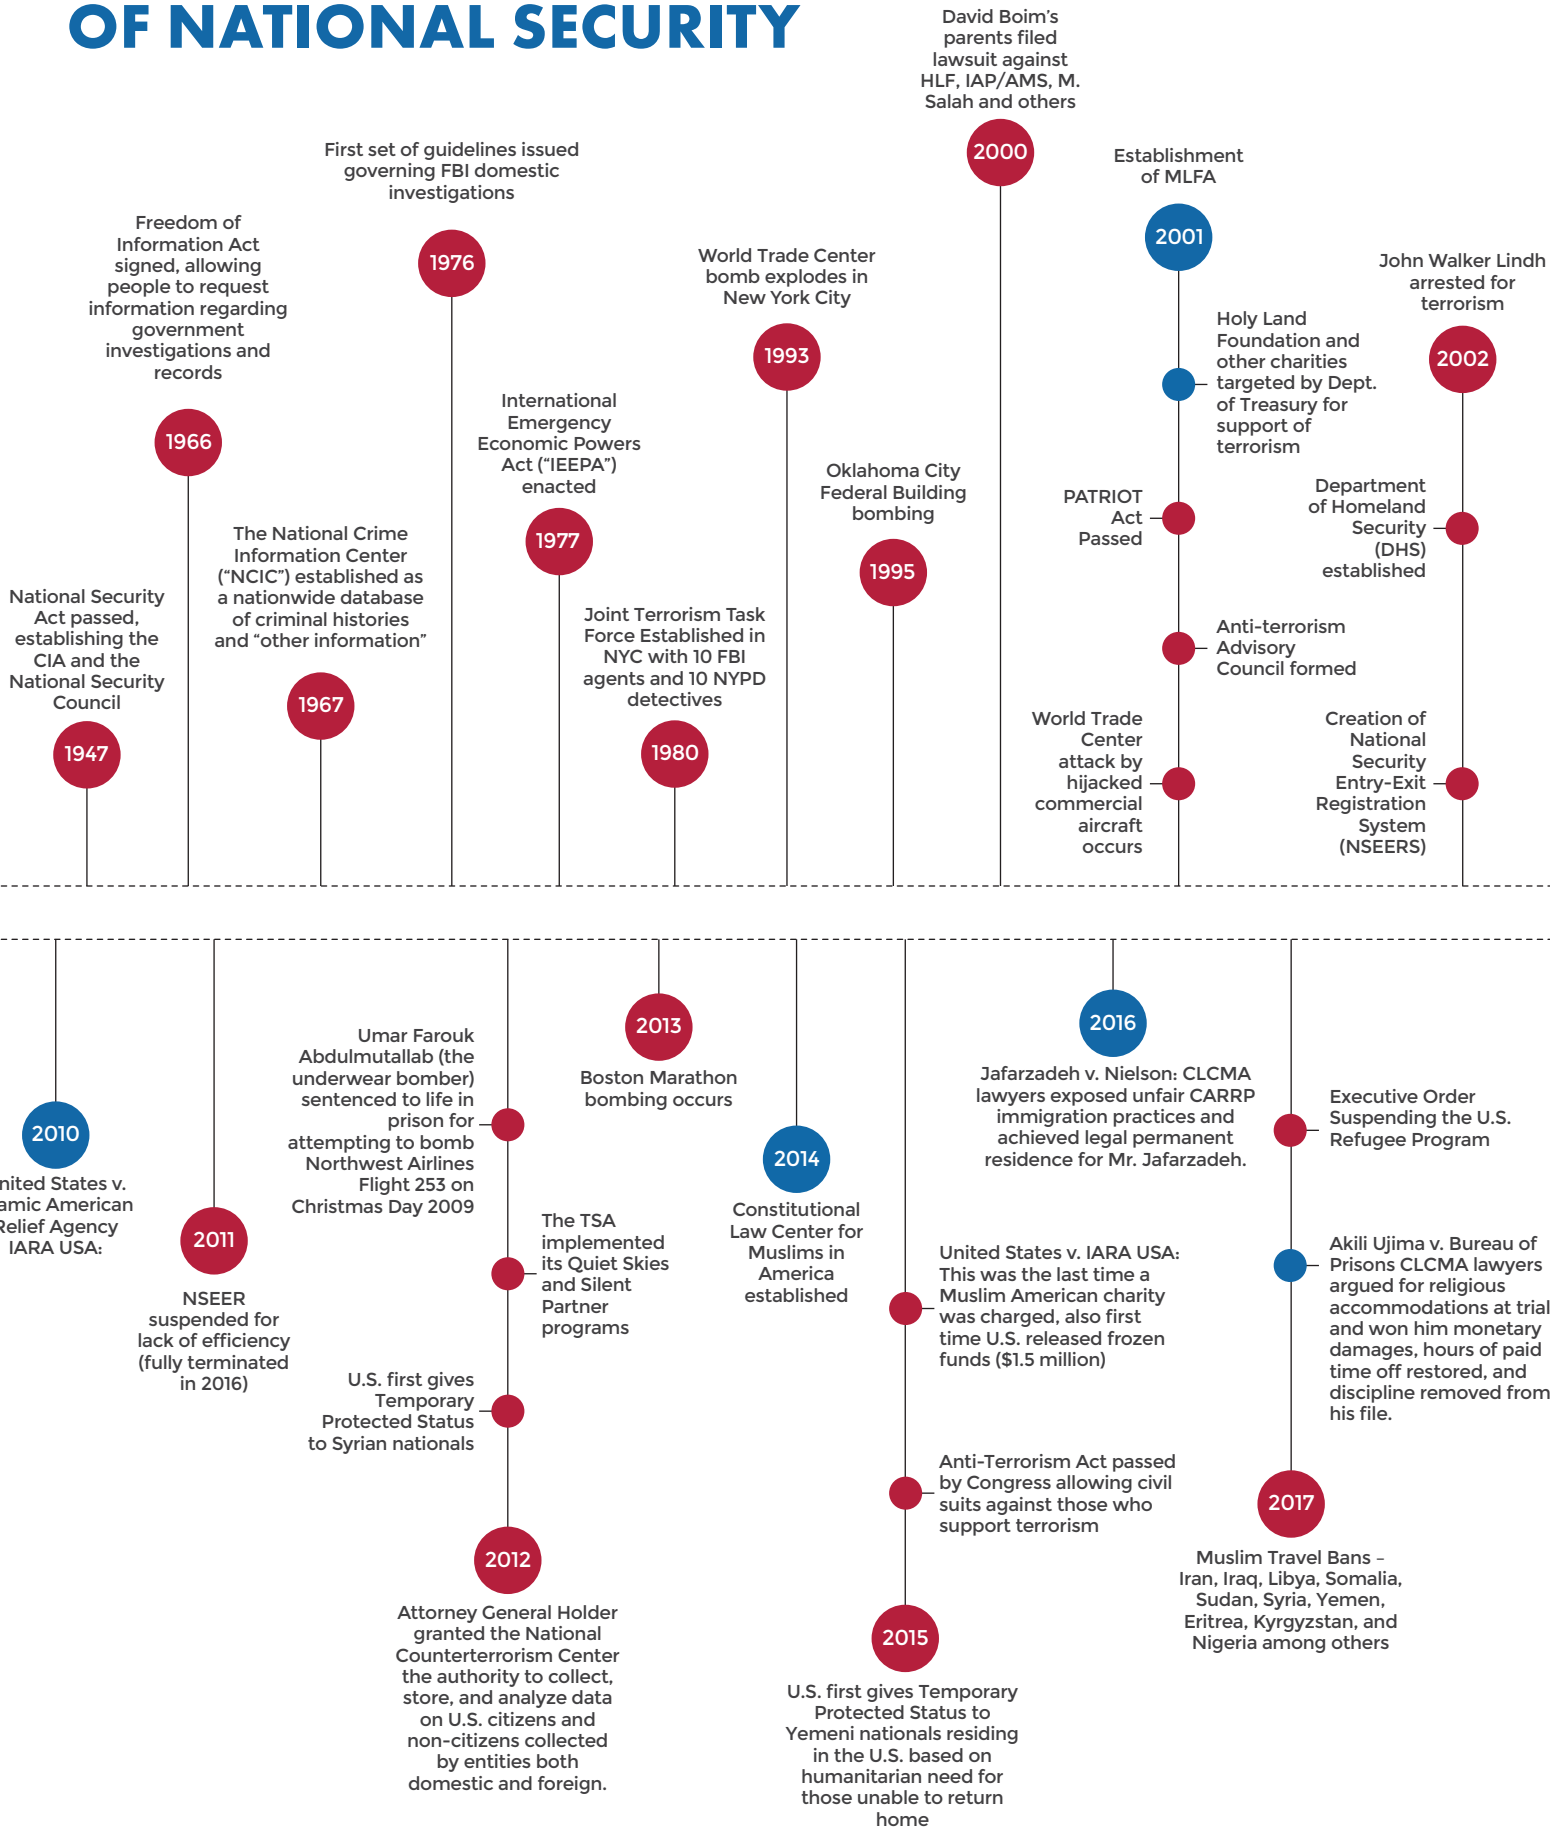 OF NATIONAL SECURITY
National Security
Act passed,
establishing the
CIA and the
National Security
Council
1947
Freedom of
Information Act
signed, allowing
people to request
information regarding
government
investigations and
records
1966
The National Crime
Information Center
(“NCIC”) established as
a nationwide database
of criminal histories
and “other information”
1967
First set of guidelines issued
governing FBI domestic
investigations
1976
International
Emergency
Economic Powers
Act (“IEEPA”)
enacted
1977
Joint Terrorism Task
Force Established in
NYC with 10 FBI
agents and 10 NYPD
detectives
1980
World Trade Center
bomb explodes in
New York City
1993
Oklahoma City
Federal Building
bombing
1995
David Boim’s
parents filed
lawsuit against
HLF, IAP/AMS, M.
Salah and others
2000
Establishment
of MLFA
2001
Holy Land
Foundation and
other charities
targeted by Dept.
of Treasury for
support of
terrorism
PATRIOT
Act
Passed
Anti-terrorism
Advisory
Council formed
World Trade
Center
attack by
hijacked
commercial
aircraft
occurs
John Walker Lindh
arrested for
terrorism
2002
Department
of Homeland
Security
(DHS)
established
Creation of
National
Security
Entry-Exit
Registration
System
(NSEERS)
2010
States v.
American
Agency
IARA USA:
2011
NSEER
suspended for
lack of efficiency
(fully terminated
in 2016)
Umar Farouk
Abdulmutallab (the
underwear bomber)
sentenced to life in
prison for
attempting to bomb
Northwest Airlines
Flight 253 on
Christmas Day 2009
The TSA
implemented
its Quiet Skies
and Silent
Partner
programs
U.S. first gives
Temporary
Protected Status
to Syrian nationals
2012
Attorney General Holder
granted the National
Counterterrorism Center
the authority to collect,
store, and analyze data
on U.S. citizens and
non-citizens collected
by entities both
domestic and foreign.
2013
Boston Marathon
bombing occurs
2014
Constitutional
Law Center for
Muslims in
America
established
United States v. IARA USA:
This was the last time a
Muslim American charity
was charged, also first
time U.S. released frozen
funds ($1.5 million)
Anti-Terrorism Act passed
by Congress allowing civil
suits against those who
support terrorism
2015
U.S. first gives Temporary
Protected Status to
Yemeni nationals residing
in the U.S. based on
humanitarian need for
those unable to return
home
2016
Jafarzadeh v. Nielson: CLCMA
lawyers exposed unfair CARRP
immigration practices and
achieved legal permanent
residence for Mr. Jafarzadeh.
Executive Order
Suspending the U.S.
Refugee Program
Akili Ujima v. Bureau of
Prisons CLCMA lawyers
argued for religious
accommodations at trial
and won him monetary
damages, hours of paid
time off restored, and
discipline removed from
his file.
2017
Muslim Travel Bans –
Iran, Iraq, Libya, Somalia,
Sudan, Syria, Yemen,
Eritrea, Kyrgyzstan, and
Nigeria among others